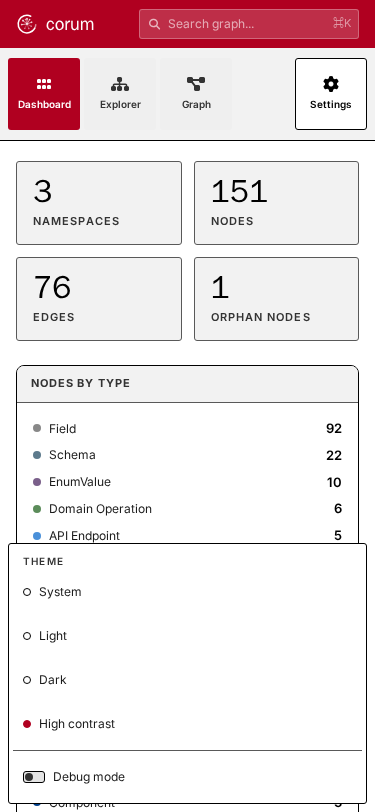 corum
Search graph...
⌘K
Dashboard
Explorer
Graph
Settings
3
NAMESPACES
151
NODES
76
EDGES
1
ORPHAN NODES
NODES BY TYPE
Field 92
Schema 22
EnumValue 10
Domain Operation 6
API Endpoint 5
THEME
System
Light
Dark
High contrast
Debug mode